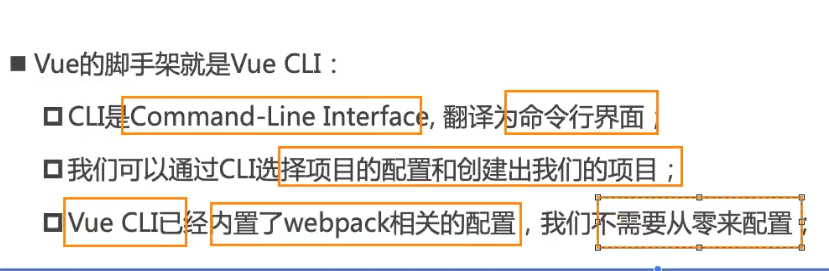 Vue的脚手架就是Vue CLI：
CLI是Command-Line Interface, 翻译为命令行界面；
我们可以通过CLI选择项目的配置和创建出我们的项目；
Vue CLI已经内置了webpack相关的配置，我们不需要从零来配置；